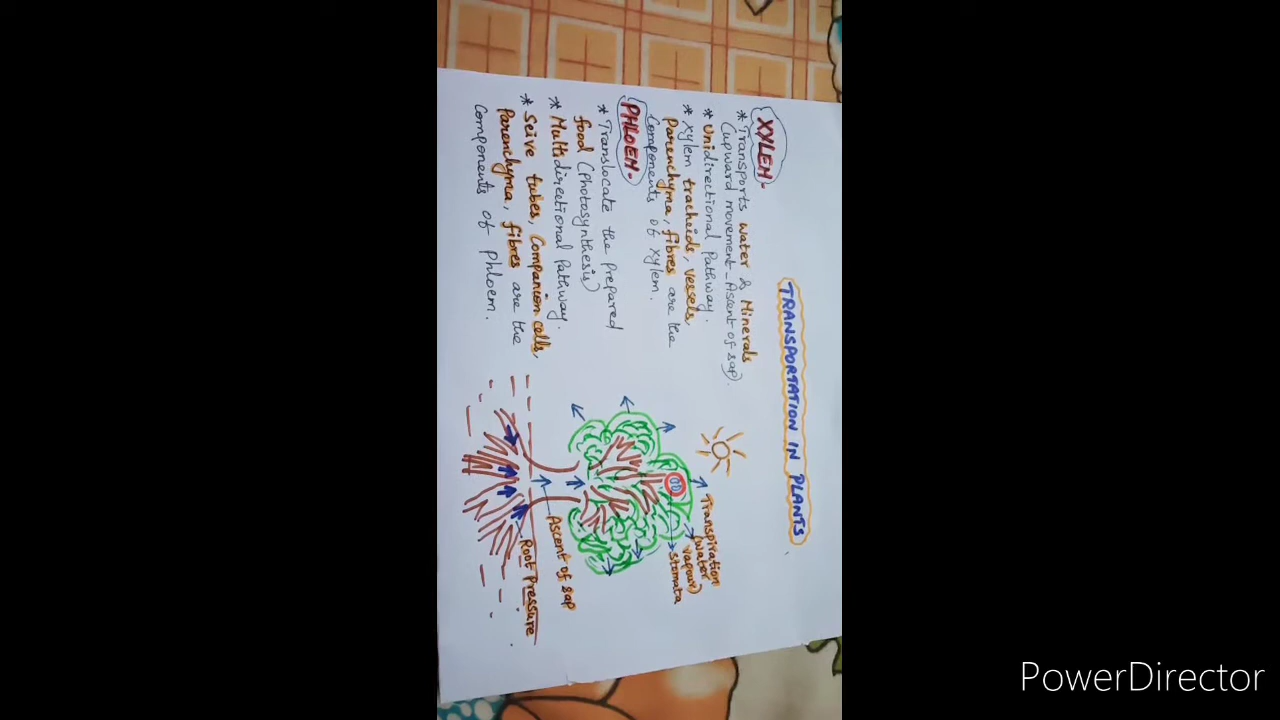 TRANSPORTATION IN PLANTS
XYLEM.
* Transports water & Minerals
(upward movement - Ascent of sap).
* Unidirectional Pathway.
* Xylem tracheids, vessels,
Parenchyma, fibres are the
Components of xylem.
PHLOEM.
* Translocate the Prepared
food (Photosynthesis)
* Multidirectional Pathway.
* Seive tubes, Companion cells,
Parenchyma, fibres are the
Components of Phloem.
Transpiration
(water
vapour)
stomata
Ascent of sap
Root Pressure
PowerDirector